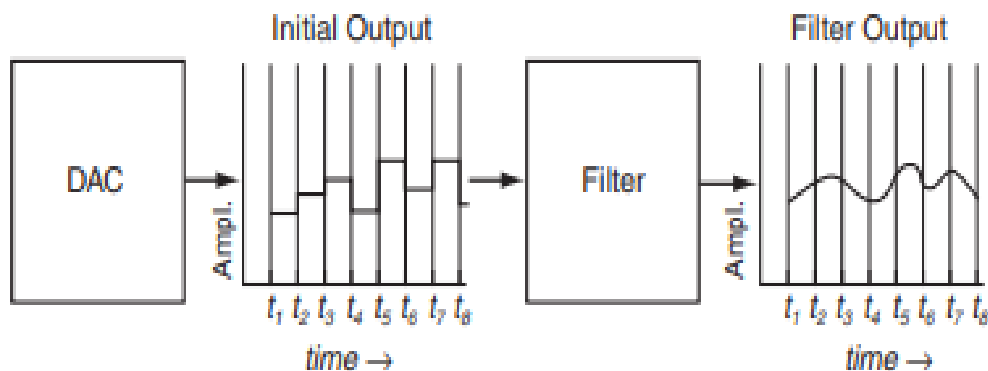 Initial Output
Filter Output
DAC
Ampl.
t1 t2 t3 t4 t5 t6 t7 t8
time →
Filter
Ampl.
t1 t2 t3 t4 t5 t6 t7 t8
time →